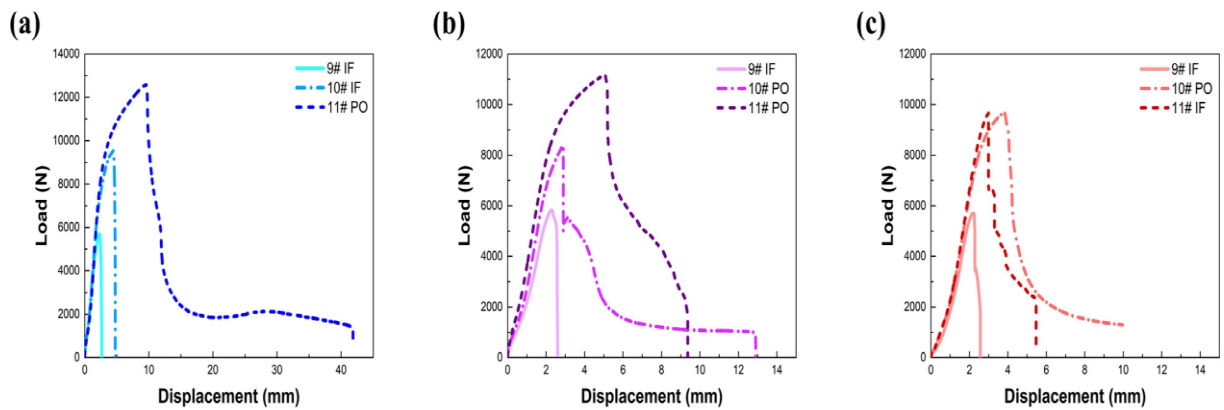 (a)
14000
12000
10000
8000
6000
4000
2000
0
Load (N)
9# IF
10# IF
11# PO
0 10 20 30 40
Displacement (mm)
(b)
12000
10000
8000
6000
4000
2000
0
Load (N)
9# IF
10# PO
11# PO
0 2 4 6 8 10 12 14
Displacement (mm)
(c)
12000
10000
8000
6000
4000
2000
0
Load (N)
9# IF
10# PO
11# IF
0 2 4 6 8 10 12 14
Displacement (mm)